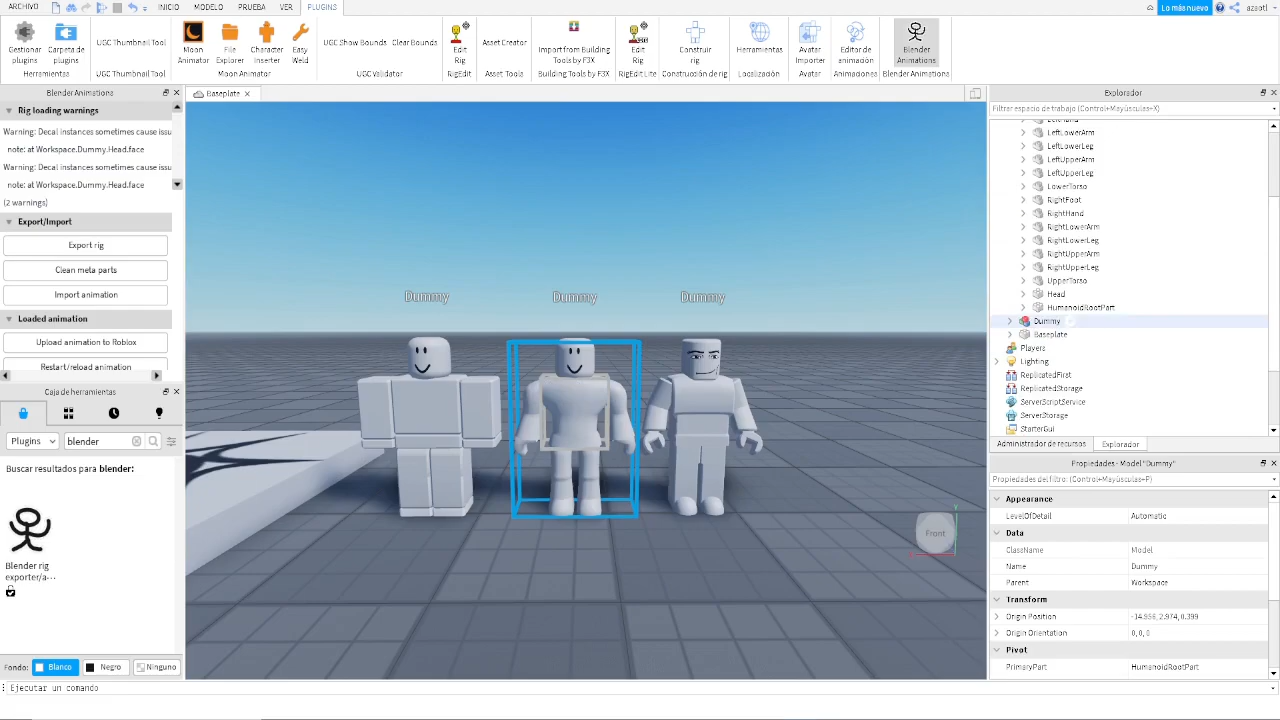 ARCHIVO INICIO MODELO PRUEBA VER PLUGINS Lo más nuevo
Gestionar plugins
Carpeta de plugins
Herramientas
UGC Thumbnail Tool
UGC Thumbnail Tool
Moon Animator
File Explorer
Character Inserter
Easy Weld
Moon Animator
UGC Show Bounds
Clear Bounds
UGC Validator
Edit Rig
RigEdit
Asset Creator
Asset Tools
Import from Building Tools by F3X
Building Tools by F3X
Edit Rig
RigEdit Lite
Construir rig
Construcción de rig
Herramientas
Localización
Avatar Importer
Avatar
Editor de animación
Animaciones
Blender Animations
Blender Animations
Blender Animations
Rig loading warnings
Warning: Decal instances sometimes cause issu
note: at Workspace.Dummy.Head.face
Warning: Decal instances sometimes cause issu
note: at Workspace.Dummy.Head.face
(2 warnings)
Export/Import
Export rig
Clean meta parts
Import animation
Loaded animation
Upload animation to Roblox
Restart/reload animation
Caja de herramientas
Plugins blender
Buscar resultados para blender:
Blender rig
exporter/a···
Fondo: Blanco Negro Ninguno
Ejecutar un comando
Baseplate
Dummy Dummy Dummy
Front
Y
Explorador
Filtrar espacio de trabajo (Control+Mayúsculas+X)
LeftHand
LeftLowerArm
LeftLowerLeg
LeftUpperArm
LeftUpperLeg
LowerTorso
RightFoot
RightHand
RightLowerArm
RightLowerLeg
RightUpperArm
RightUpperLeg
UpperTorso
Head
HumanoidRootPart
Dummy
Baseplate
Players
Lighting
ReplicatedFirst
ReplicatedStorage
ServerScriptService
ServerStorage
StarterGui
Administrador de recursos Explorador
Propiedades - Model "Dummy"
Propiedades del filtro: (Control+Mayúsculas+P)
Appearance
LevelOfDetail Automatic
Data
ClassName Model
Name Dummy
Parent Workspace
Transform
Origin Position -14.956, 2.974, 0.399
Origin Orientation 0, 0, 0
Pivot
PrimaryPart HumanoidRootPart